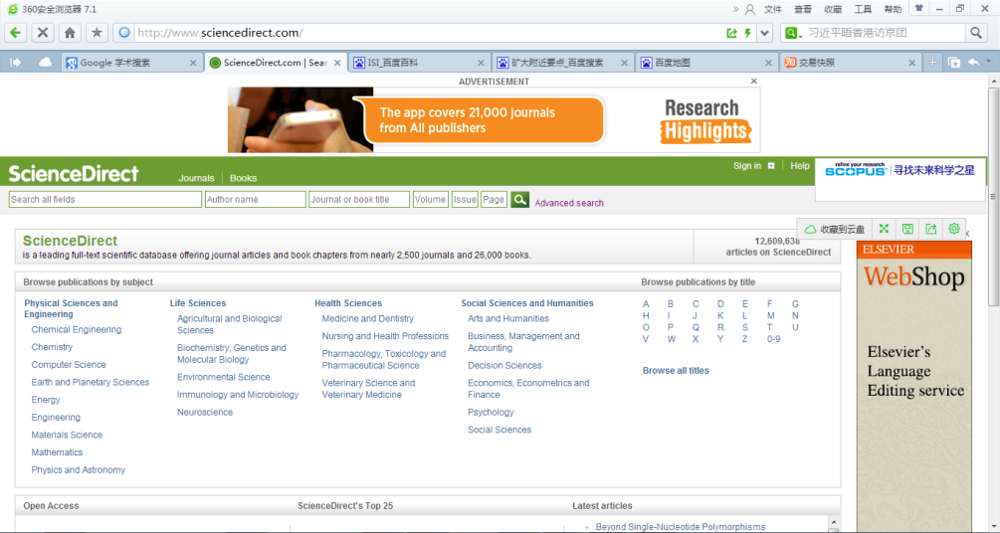 360安全浏览器 7.1
» 文件 查看 收藏 工具 帮助
http://www.sciencedirect.com/
习近平晤香港访京团
Google 学术搜索
ScienceDirect.com | Sear
ISI_百度百科
矿大附近要点_百度搜索
百度地图
交易快照
ADVERTISEMENT
The app covers 21,000 journals
from All publishers
Research
Highlights
ScienceDirect
Journals
Books
Sign in
Help
refine your research
SCOPUS
寻找未来科学之星
Search all fields
Author name
Journal or book title
Volume
Issue
Page
Advanced search
收藏到云盘
ScienceDirect
is a leading full-text scientific database offering journal articles and book chapters from nearly 2,500 journals and 26,000 books.
12,609,638
articles on ScienceDirect
Browse publications by subject
Physical Sciences and
Engineering
Chemical Engineering
Chemistry
Computer Science
Earth and Planetary Sciences
Energy
Engineering
Materials Science
Mathematics
Physics and Astronomy
Life Sciences
Agricultural and Biological
Sciences
Biochemistry, Genetics and
Molecular Biology
Environmental Science
Immunology and Microbiology
Neuroscience
Health Sciences
Medicine and Dentistry
Nursing and Health Professions
Pharmacology, Toxicology and
Pharmaceutical Science
Veterinary Science and
Veterinary Medicine
Social Sciences and Humanities
Arts and Humanities
Business, Management and
Accounting
Decision Sciences
Economics, Econometrics and
Finance
Psychology
Social Sciences
Browse publications by title
A B C D E F G
H I J K L M N
O P Q R S T U
V W X Y Z 0-9
Browse all titles
ELSEVIER
WebShop
Elsevier's
Language
Editing service
Open Access
ScienceDirect's Top 25
Latest articles
Beyond Single-Nucleotide Polymorphisms